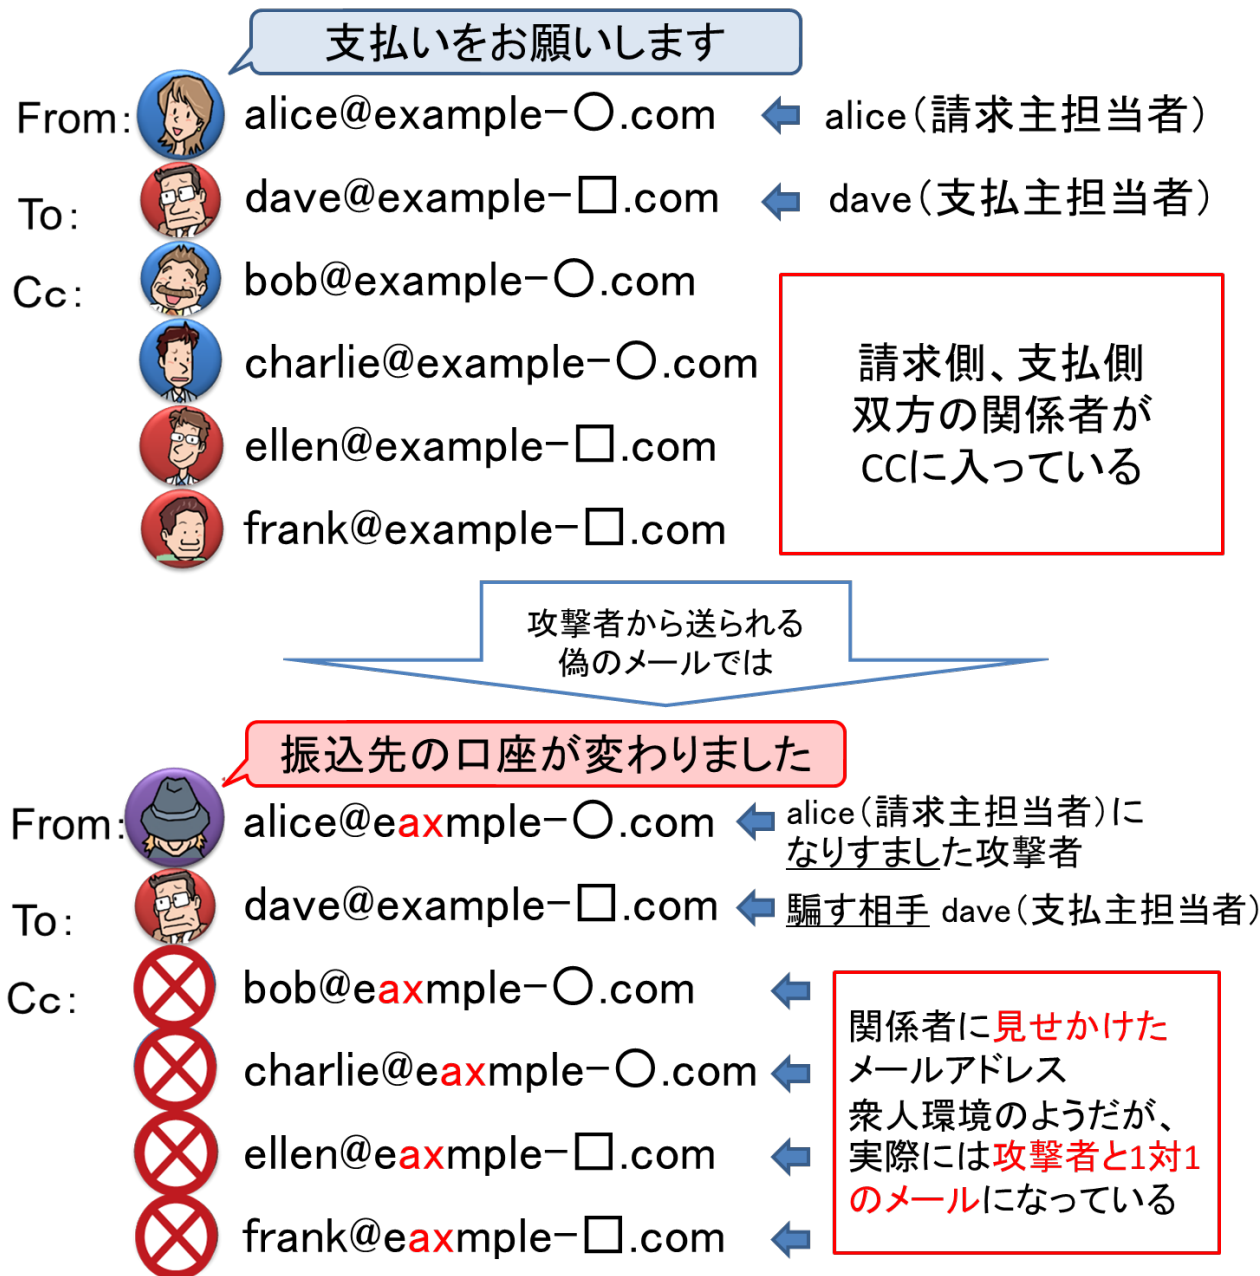 支払いをお願いします
From: alice@example-○.com ← alice(請求主担当者)
To: dave@example-□.com ← dave(支払主担当者)
Cc: bob@example-○.com
charlie@example-○.com
ellen@example-□.com
frank@example-□.com
請求側、支払側
双方の関係者が
CCに入っている
攻撃者から送られる
偽のメールでは
振込先の口座が変わりました
From: alice@eaxmple-○.com ← alice(請求主担当者)に
なりすました攻撃者
To: dave@example-□.com ← 騙す相手 dave(支払主担当者)
Cc: bob@eaxmple-○.com
charlie@eaxmple-○.com
ellen@eaxmple-□.com
frank@eaxmple-□.com
関係者に見せかけた
メールアドレス
衆人環境のようだが、
実際には攻撃者と1対1
のメールになっている